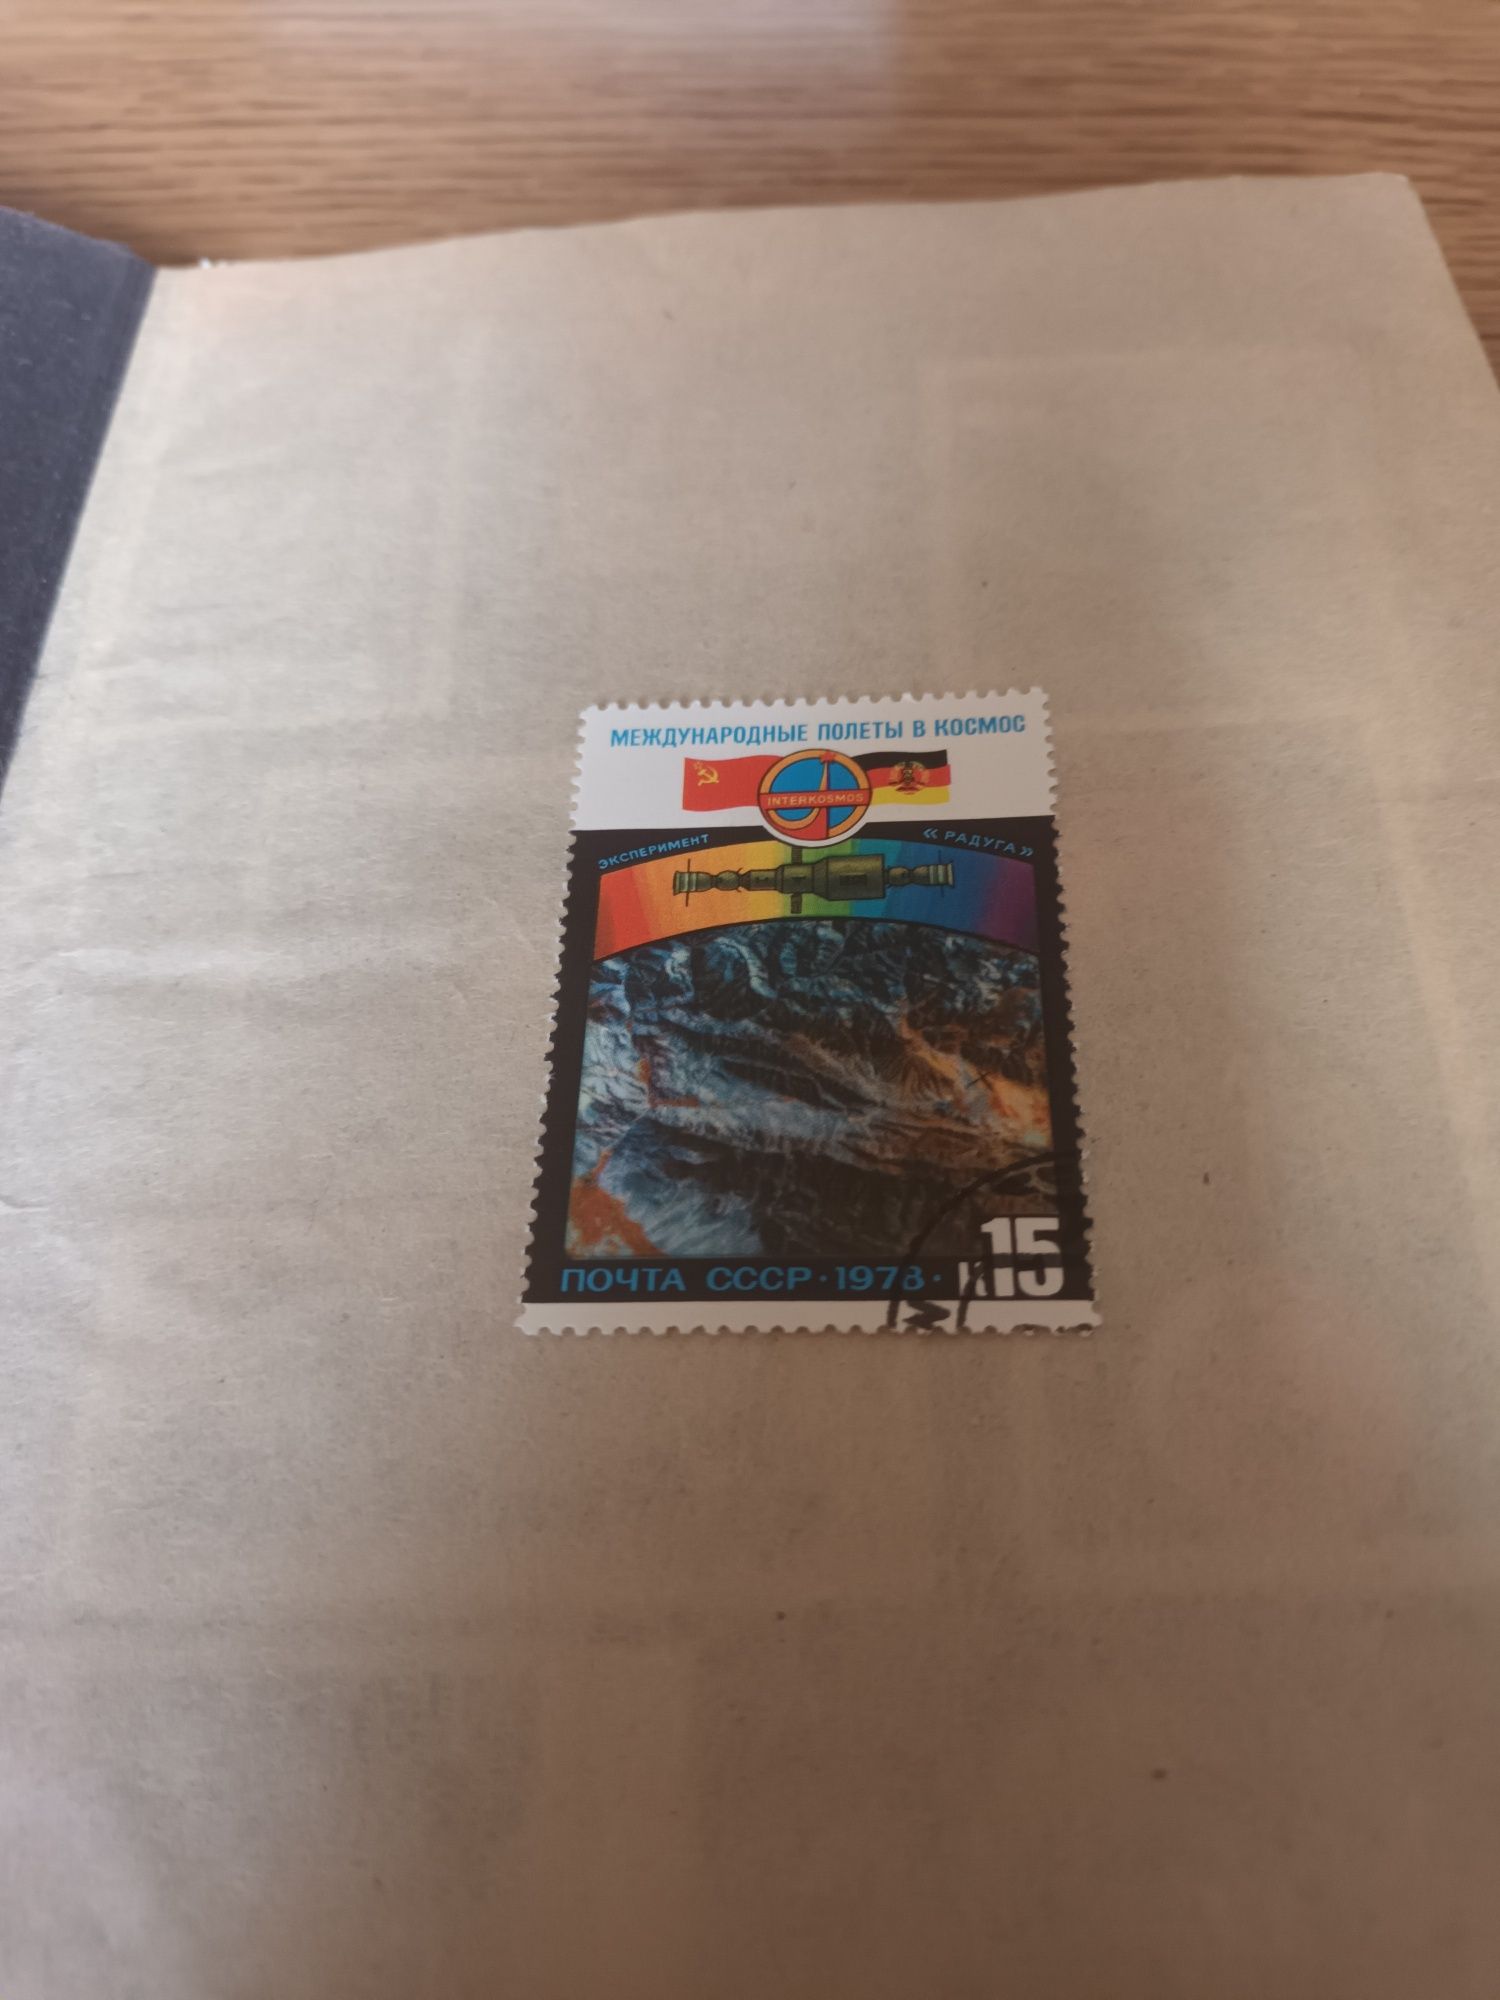 МЕЖДУНАРОДНЫЕ ПОЛЕТЫ В КОСМОС
INTERKOSMOS
ЭКСПЕРИМЕНТ «РАДУГА»
15
ПОЧТА СССР·1978·